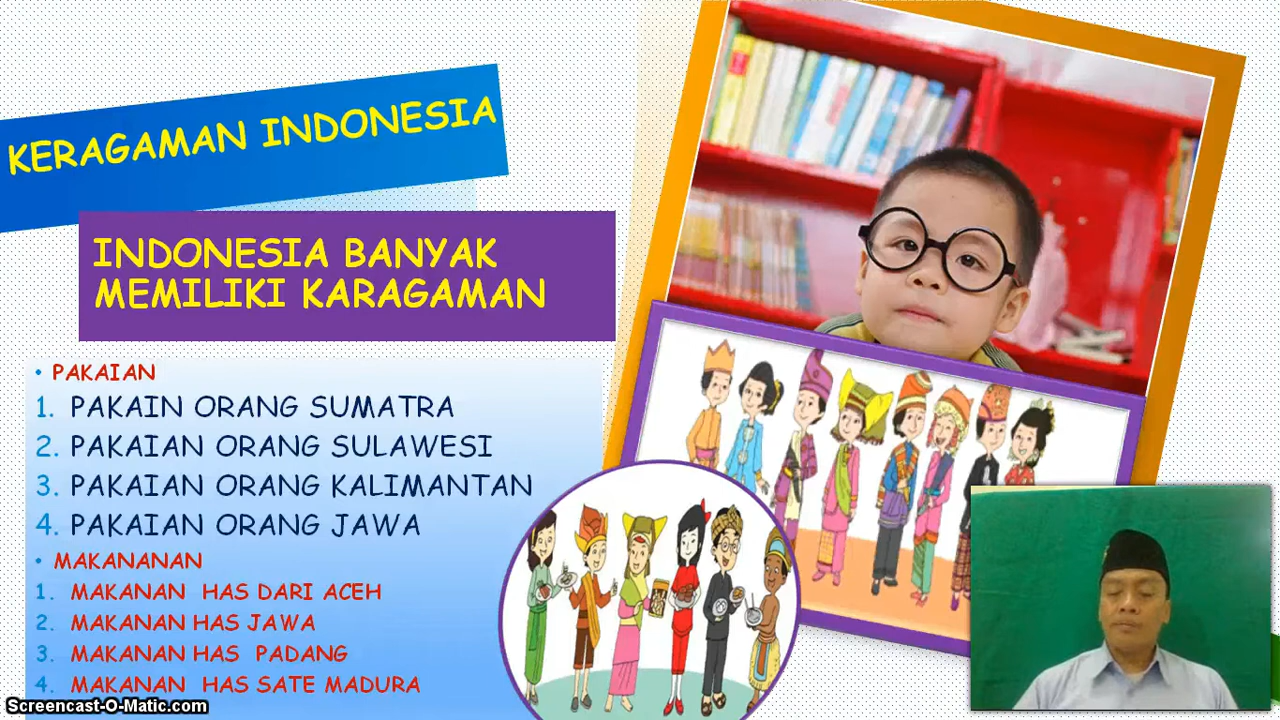 KERAGAMAN INDONESIA
INDONESIA BANYAK
MEMILIKI KARAGAMAN
• PAKAIAN
1. PAKAIN ORANG SUMATRA
2. PAKAIAN ORANG SULAWESI
3. PAKAIAN ORANG KALIMANTAN
4. PAKAIAN ORANG JAWA
• MAKANANAN
1. MAKANAN HAS DARI ACEH
2. MAKANAN HAS JAWA
3. MAKANAN HAS PADANG
4. MAKANAN HAS SATE MADURA
Screencast-O-Matic.com